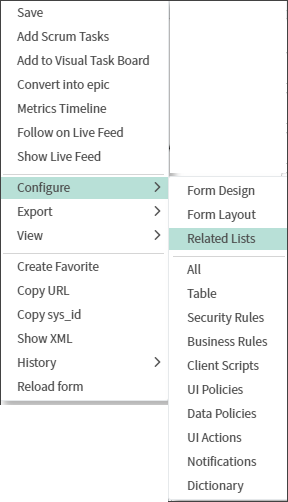 Save
Add Scrum Tasks
Add to Visual Task Board
Convert into epic
Metrics Timeline
Follow on Live Feed
Show Live Feed
Configure
Export
View
Create Favorite
Copy URL
Copy sys_id
Show XML
History
Reload form
Form Design
Form Layout
Related Lists
All
Table
Security Rules
Business Rules
Client Scripts
UI Policies
Data Policies
UI Actions
Notifications
Dictionary